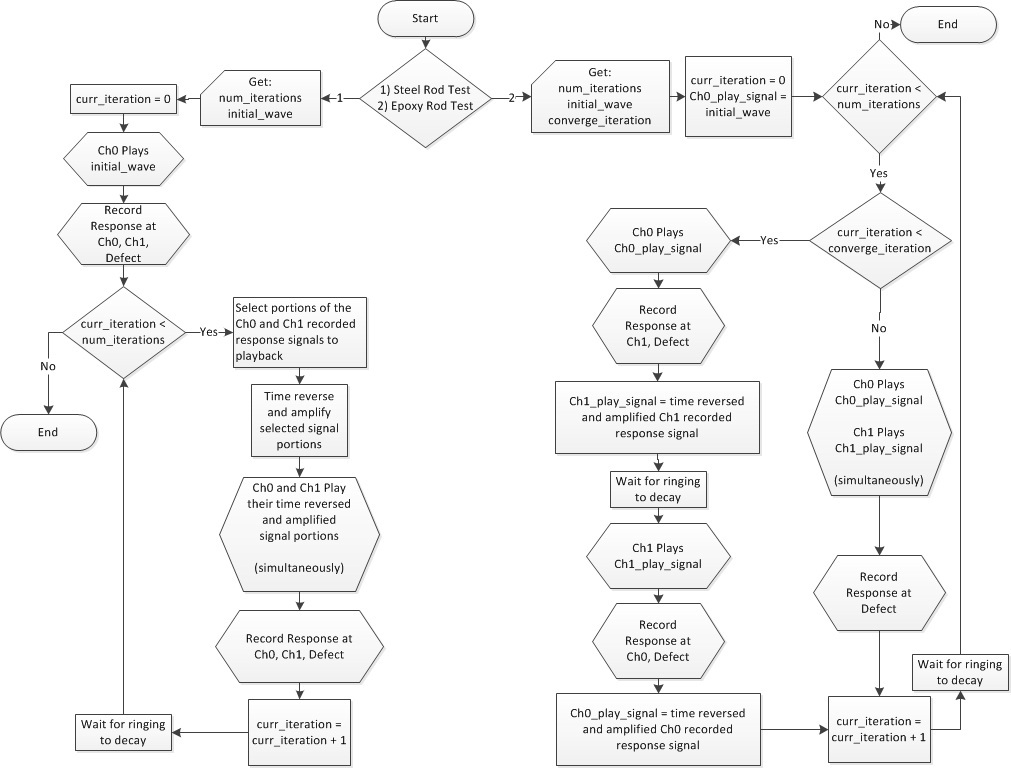 Start
1) Steel Rod Test
2) Epoxy Rod Test
1
2
Get:
num_iterations
initial_wave
curr_iteration = 0
Ch0 Plays
initial_wave
Record
Response at
Ch0, Ch1,
Defect
curr_iteration <
num_iterations
No
End
Yes
Select portions of the
Ch0 and Ch1 recorded
response signals to
playback
Time reverse
and amplify
selected signal
portions
Ch0 and Ch1 Play
their time reversed
and amplified
signal portions
(simultaneously)
Record Response at
Ch0, Ch1, Defect
curr_iteration =
curr_iteration + 1
Wait for ringing
to decay
Get:
num_iterations
initial_wave
converge_iteration
curr_iteration = 0
Ch0_play_signal =
initial_wave
curr_iteration <
num_iterations
No
End
Yes
curr_iteration <
converge_iteration
Yes
Ch0 Plays
Ch0_play_signal
Record
Response at
Ch1, Defect
Ch1_play_signal = time reversed
and amplified Ch1 recorded
response signal
Wait for ringing
to decay
Ch1 Plays
Ch1_play_signal
Record
Response at
Ch0, Defect
Ch0_play_signal = time reversed
and amplified Ch0 recorded
response signal
No
Ch0 Plays
Ch0_play_signal
Ch1 Plays
Ch1_play_signal
(simultaneously)
Record
Response at
Defect
curr_iteration =
curr_iteration + 1
Wait for ringing
to decay